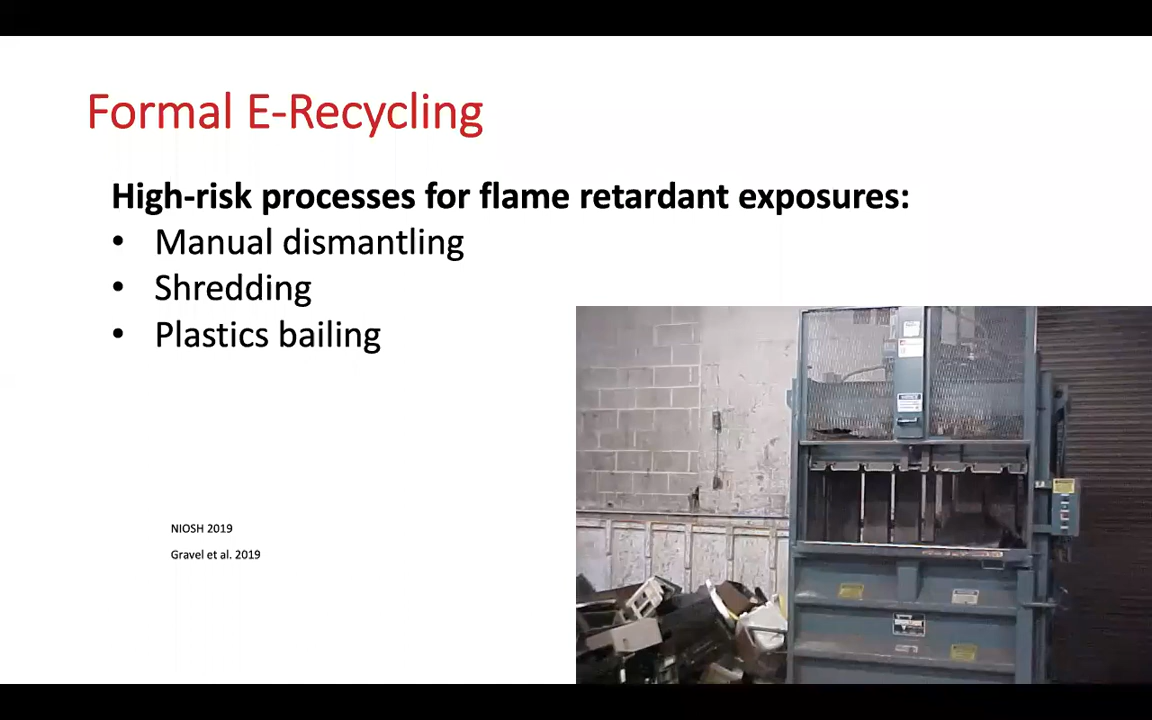 Formal E-Recycling
High-risk processes for flame retardant exposures:
• Manual dismantling
• Shredding
• Plastics bailing
NIOSH 2019
Gravel et al. 2019